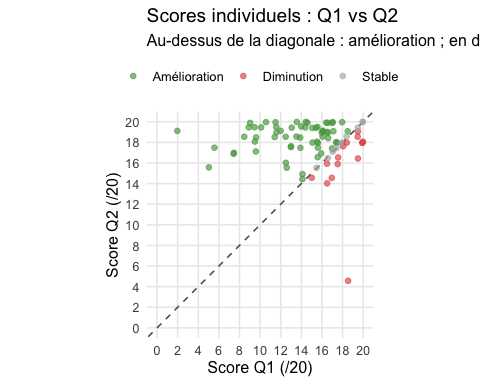 Scores individuels : Q1 vs Q2
Au-dessus de la diagonale : amélioration ; en d
Amélioration Diminution Stable
20
18
16
14
12
10
8
6
4
2
0
Score Q2 (/20)
0 2 4 6 8 10 12 14 16 18 20
Score Q1 (/20)